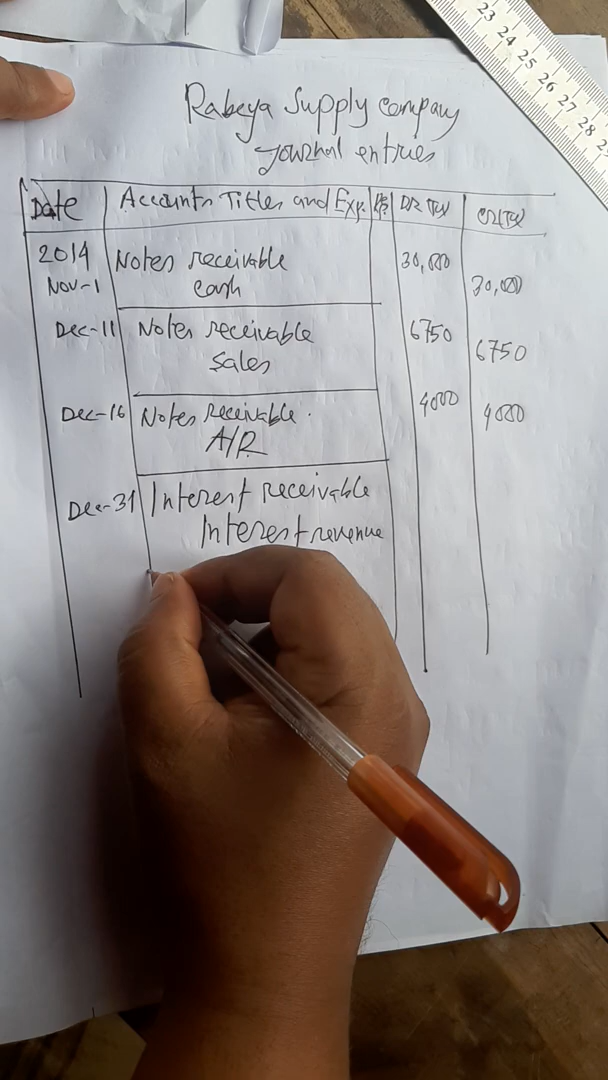 23 24 25 26 27 28
Rabeya Supply company
Journal entries
Date Accounts Titles and Exp. DR (TK) CR (TK)
2014 Notes receivable 30,000
Nov-1 cash 30,000
Dec-11 Notes receivable 6750
Sales 6750
Dec-16 Notes receivable. 4000
A/R 4000
Dec-31 Interest receivable
Interest revenue